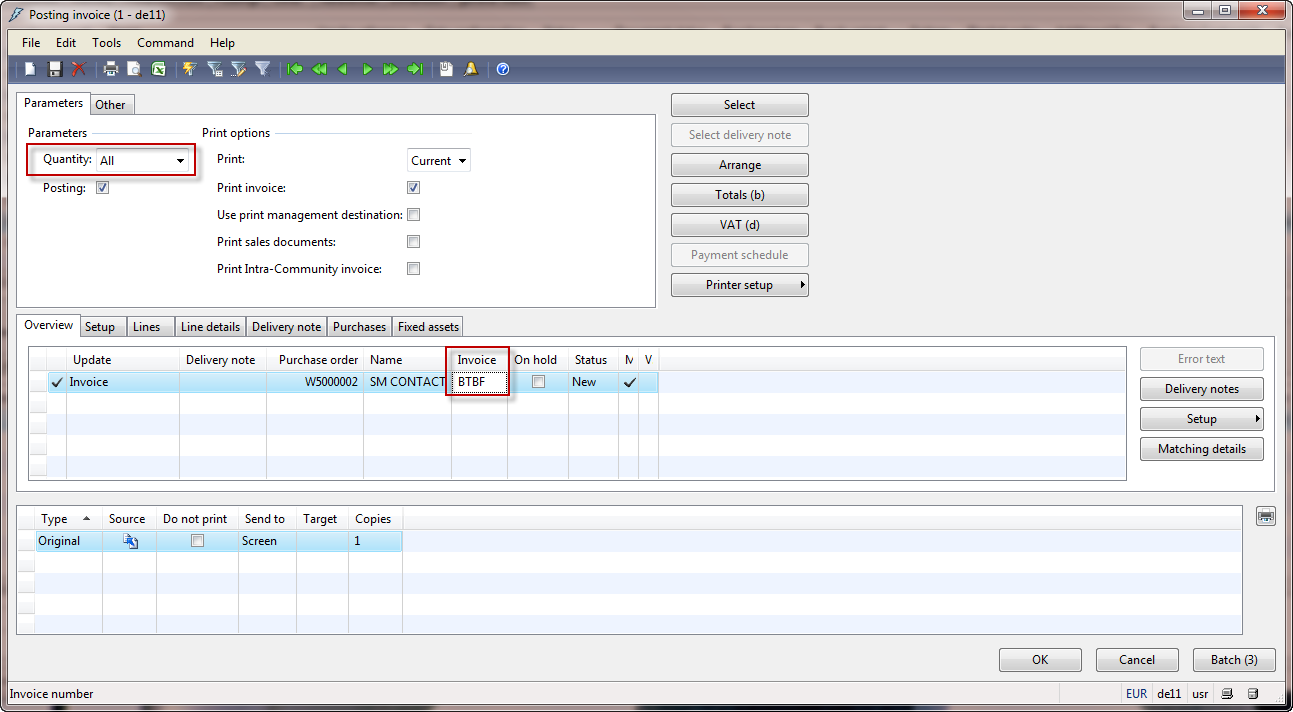 Posting invoice (1 - de11)
File Edit Tools Command Help
Parameters Other
Parameters
Quantity: All
Posting:
Print options
Print: Current
Print invoice:
Use print management destination:
Print sales documents:
Print Intra-Community invoice:
Select
Select delivery note
Arrange
Totals (b)
VAT (d)
Payment schedule
Printer setup
Overview Setup Lines Line details Delivery note Purchases Fixed assets
Update Delivery note Purchase order Name Invoice On hold Status M V
Invoice W5000002 SM CONTACT BTBF New
Error text
Delivery notes
Setup
Matching details
Type Source Do not print Send to Target Copies
Original Screen 1
OK Cancel Batch (3)
Invoice number EUR de11 usr